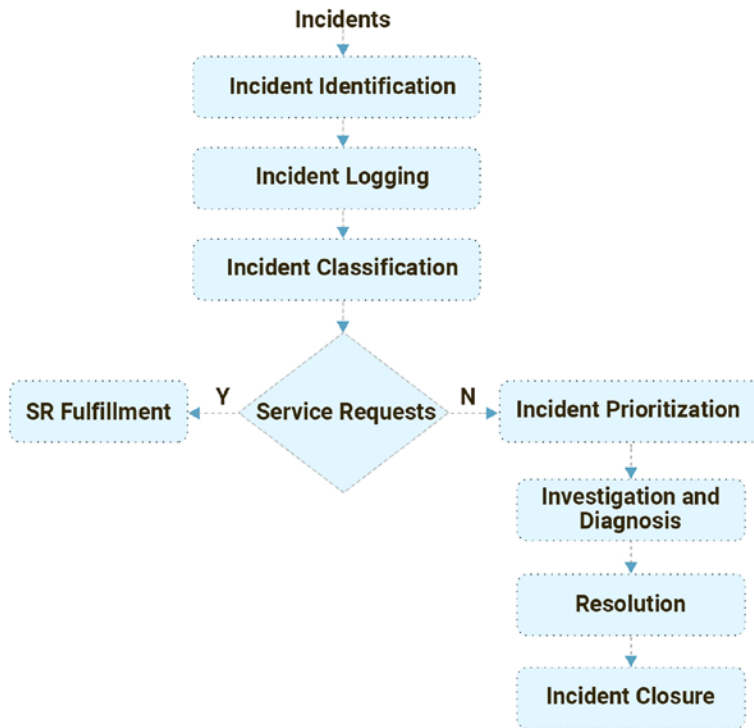 Incidents
Incident Identification
Incident Logging
Incident Classification
SR Fulfillment
Y
Service Requests
N
Incident Prioritization
Investigation and
Diagnosis
Resolution
Incident Closure